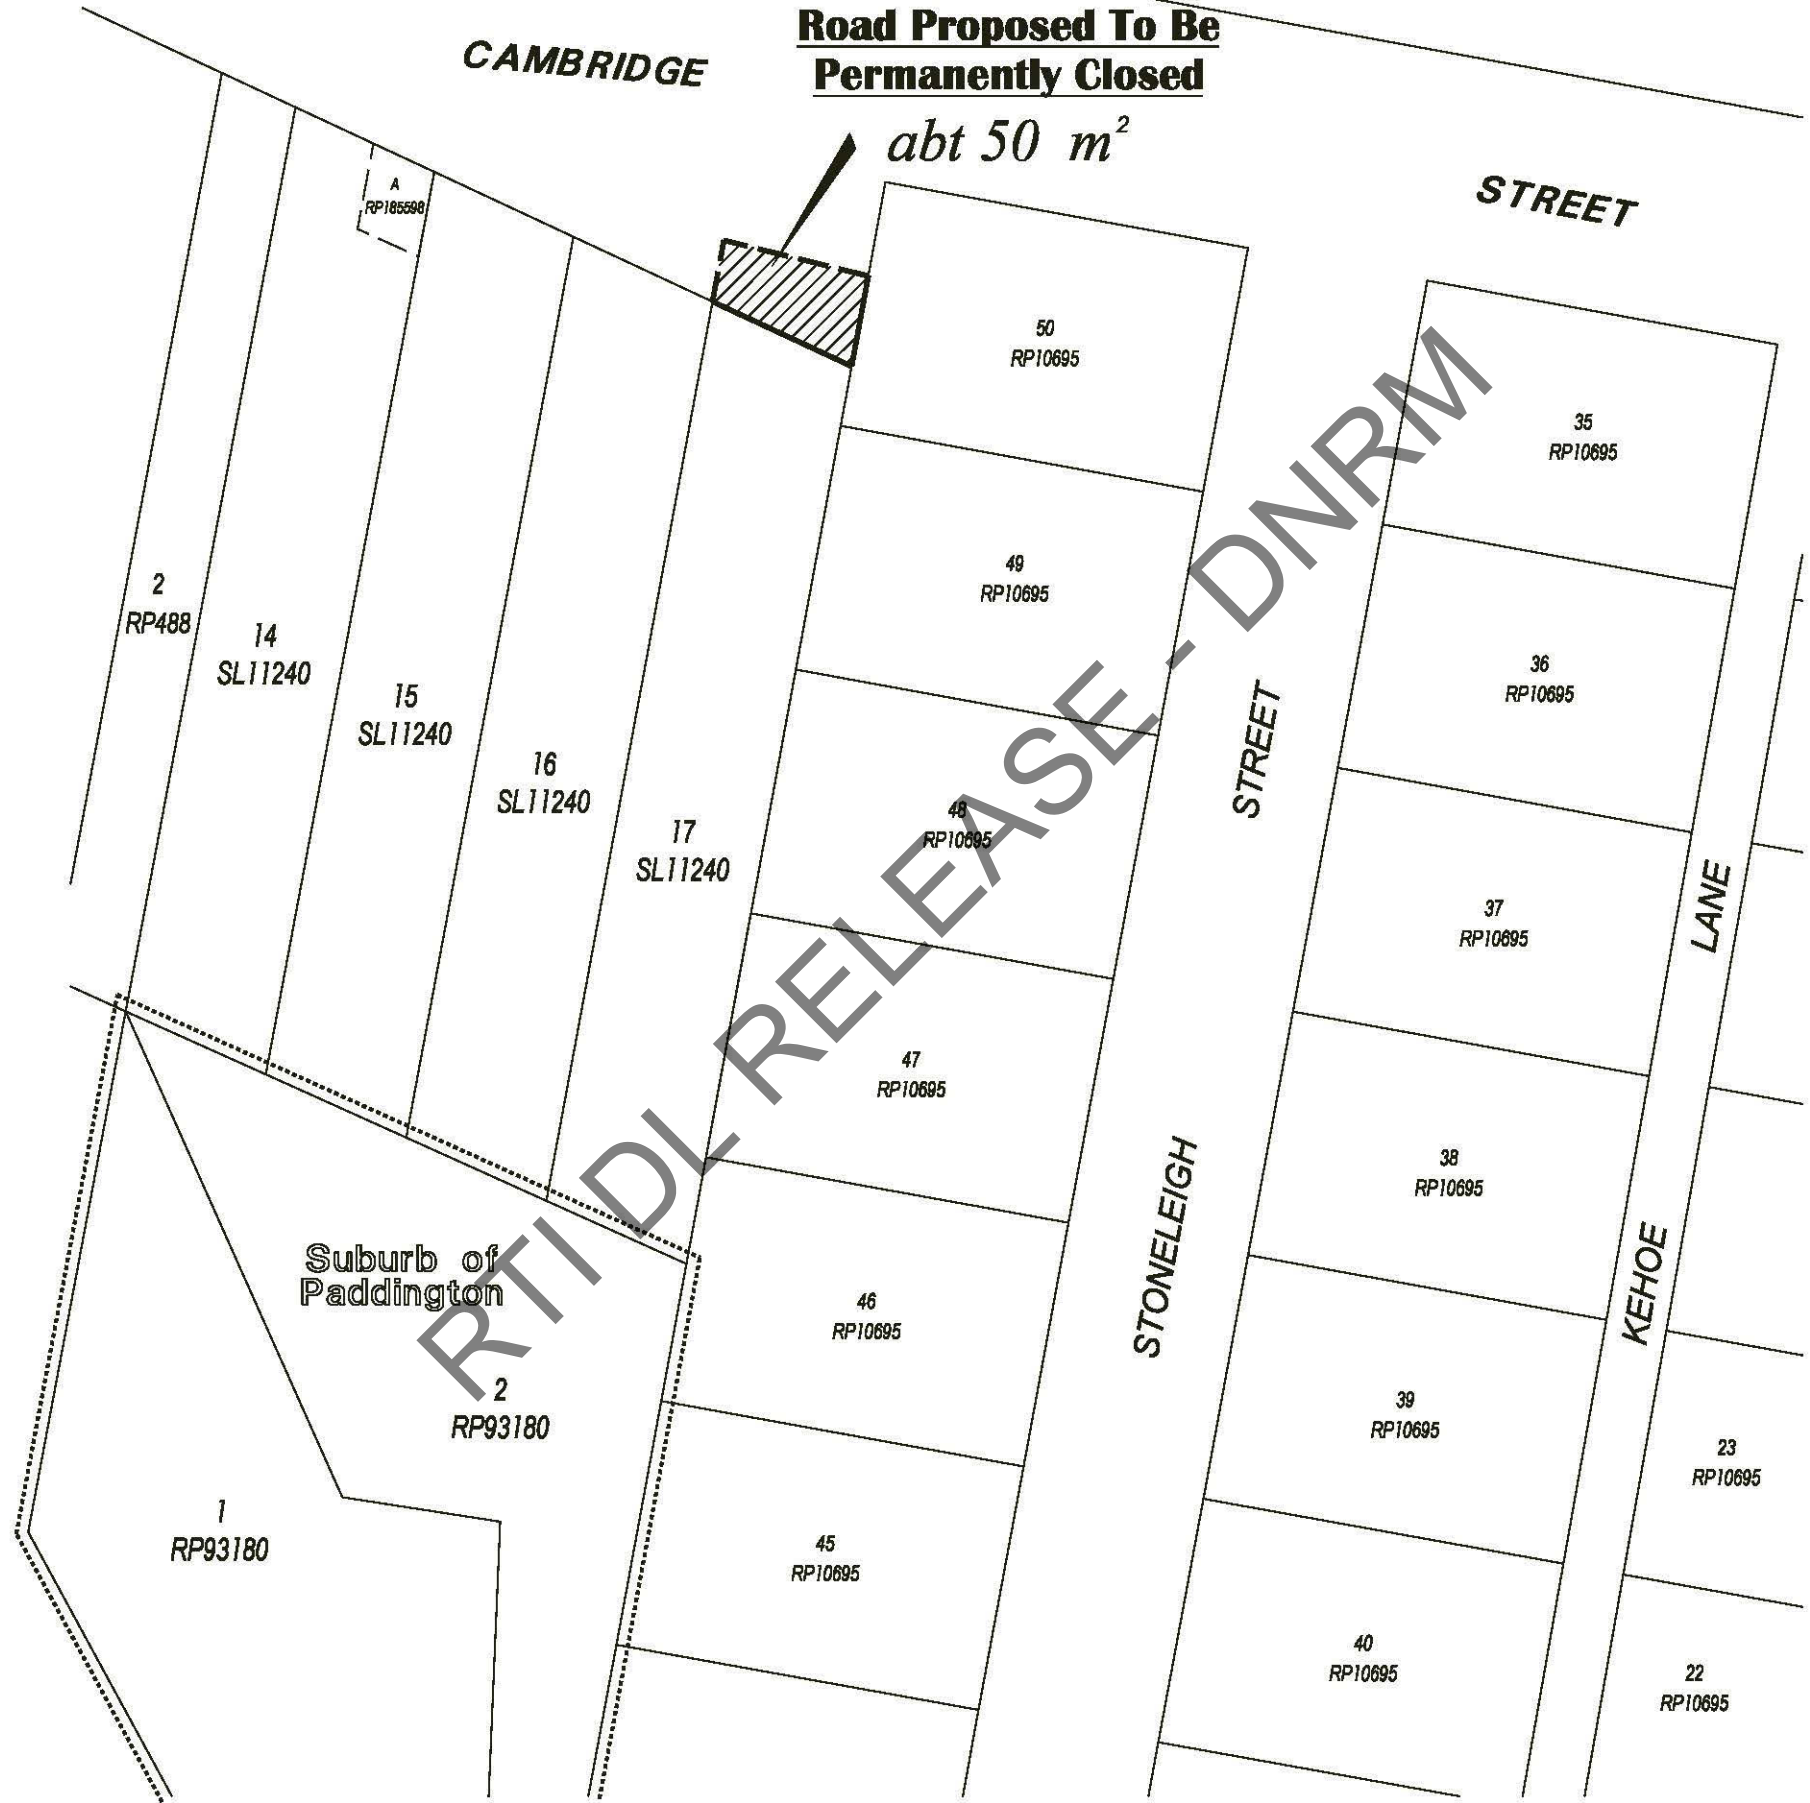 Road Proposed To Be
Permanently Closed
CAMBRIDGE
abt 50 m²
STREET
A
RP185598
50
RP10695
35
RP10695
49
RP10695
2
RP488
14
SL11240
36
RP10695
15
SL11240
STREET
16
SL11240
48
RP10695
17
SL11240
37
RP10695
LANE
47
RP10695
38
RP10695
STONELEIGH
KEHOE
Suburb of
Paddington
46
RP10695
2
RP93180
39
RP10695
23
RP10695
1
RP93180
45
RP10695
40
RP10695
22
RP10695
RTI DL RELEASE - DNRM